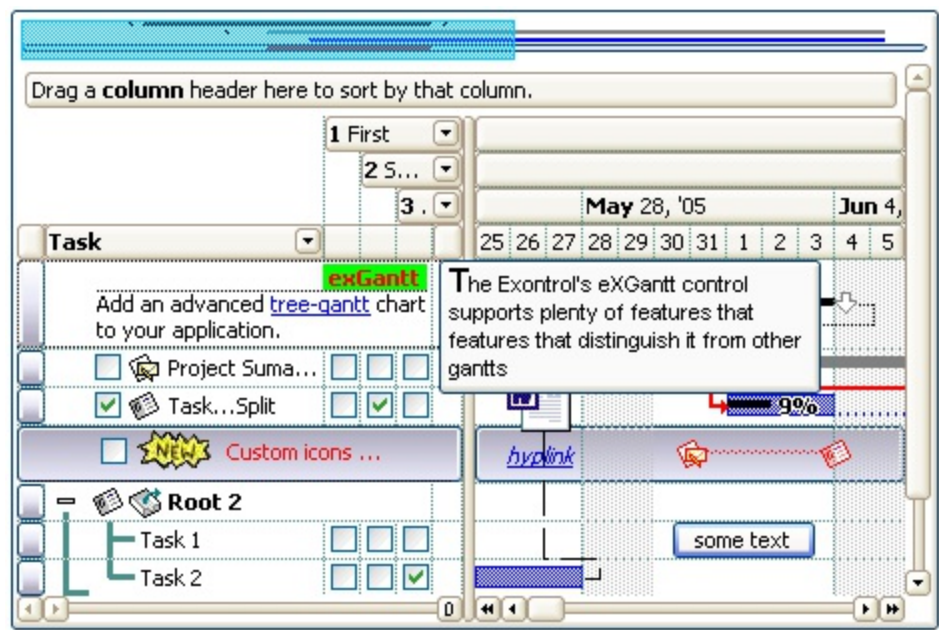 Drag a column header here to sort by that column.
1 First
2 S...
3 .
May 28, '05 Jun 4,
Task
25 26 27 28 29 30 31 1 2 3 4 5
exGantt
Add an advanced tree-gantt chart
to your application.
The Exontrol's eXGantt control
supports plenty of features that
features that distinguish it from other
gantts
Project Suma...
Task...Split
9%
NEW
Custom icons ...
hyplink
Root 2
Task 1
some text
Task 2
0